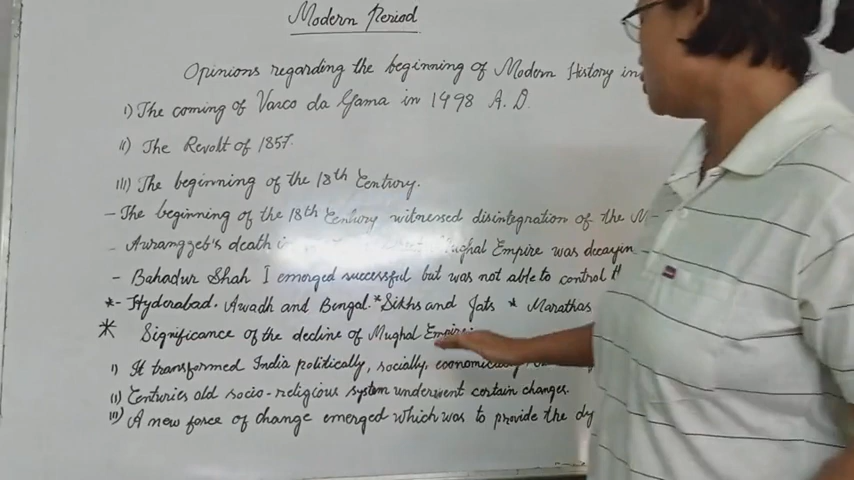 Modern Period
Opinions regarding the beginning of Modern History in
i) The coming of Vasco da Gama in 1498 A.D.
ii) The Revolt of 1857.
iii) The beginning of the 18th Century.
- The beginning of the 18th Century witnessed disintegration of the
- Aurangzeb's death Mughal Empire was
- Bahadur Shah I emerged successful but was not able to control
*- Hyderabad. Awadh and Bengal. * Sikhs and Jats * Marathas
* Significance of the decline of Mughal Empire
i) It transformed India politically, socially, economically
ii) Centuries old socio-religious system underwent certain changes.
iii) A new force of change emerged which was to provide the